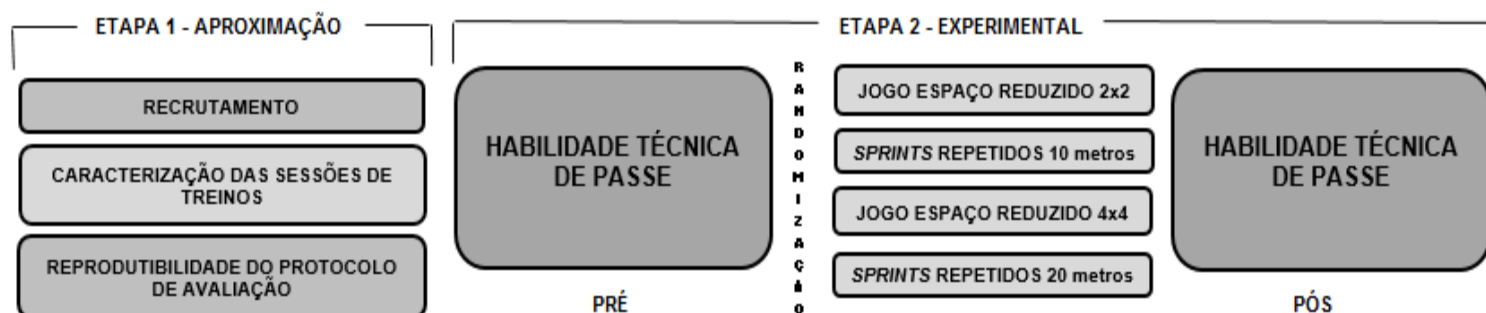 ETAPA 1 - APROXIMAÇÃO
RECRUTAMENTO
CARACTERIZAÇÃO DAS SESSÕES DE
TREINOS
REPRODUTIBILIDADE DO PROTOCOLO
DE AVALIAÇÃO
ETAPA 2 - EXPERIMENTAL
HABILIDADE TÉCNICA
DE PASSE
PRÉ
RANDOMIZAÇÃO
JOGO ESPAÇO REDUZIDO 2x2
SPRINTS REPETIDOS 10 metros
JOGO ESPAÇO REDUZIDO 4x4
SPRINTS REPETIDOS 20 metros
HABILIDADE TÉCNICA
DE PASSE
PÓS